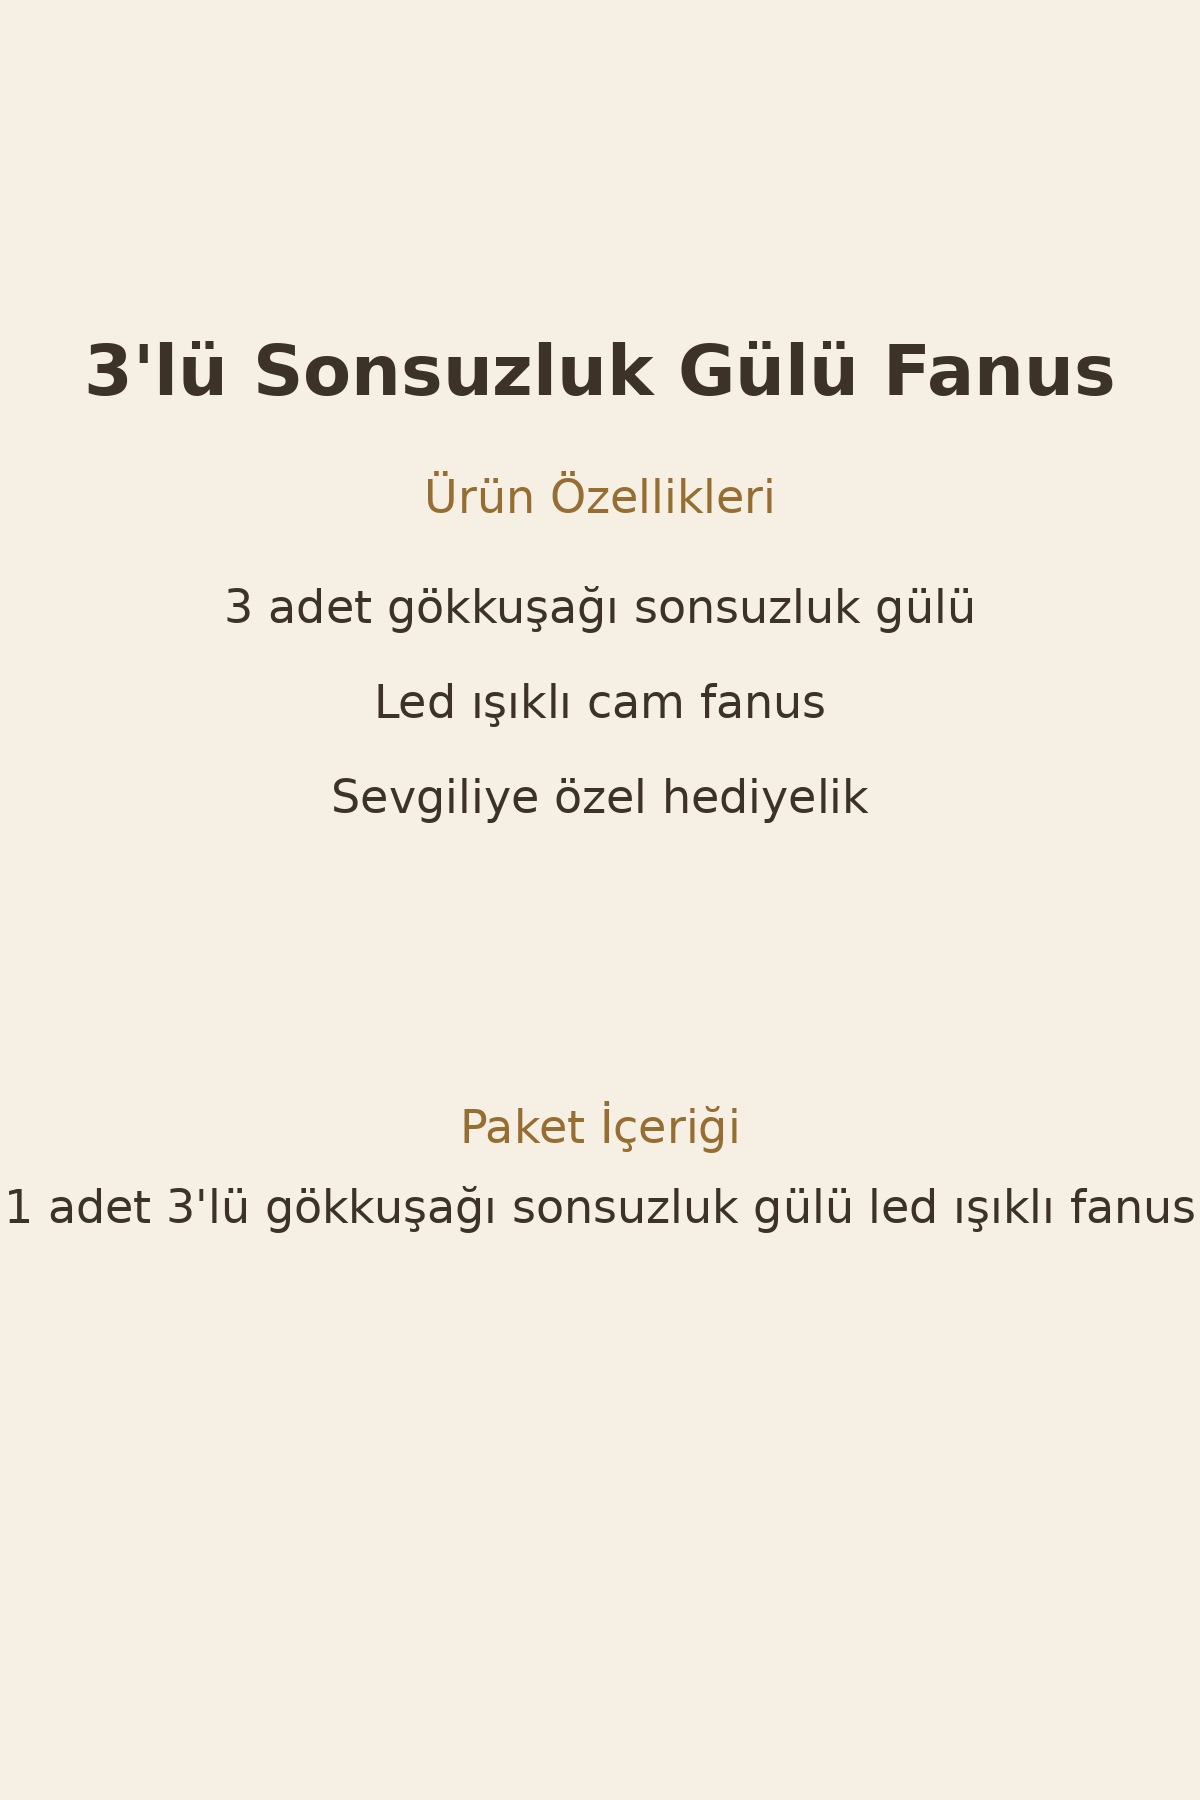 3'lü Sonsuzluk Gülü Fanus
Ürün Özellikleri
3 adet gökkuşağı sonsuzluk gülü
Led ışıklı cam fanus
Sevgiliye özel hediyelik
Paket İçeriği
1 adet 3'lü gökkuşağı sonsuzluk gülü led ışıklı fanus